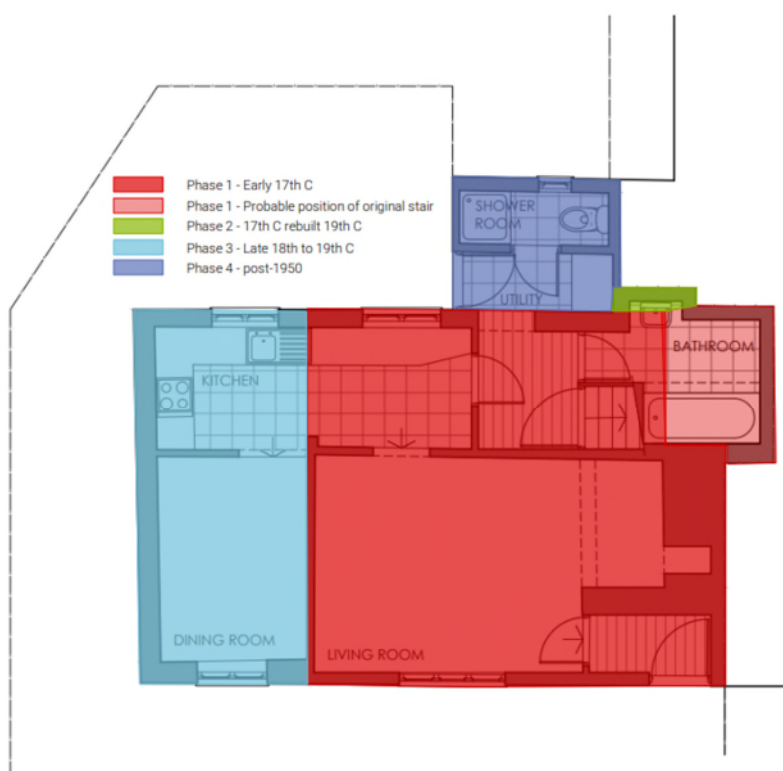 Phase 1 - Early 17th C
Phase 1 - Probable position of original stair
Phase 2 - 17th C rebuilt 19th C
Phase 3 - Late 18th to 19th C
Phase 4 - post-1950
SHOWER
ROOM
UTILITY
BATHROOM
KITCHEN
DINING ROOM
LIVING ROOM